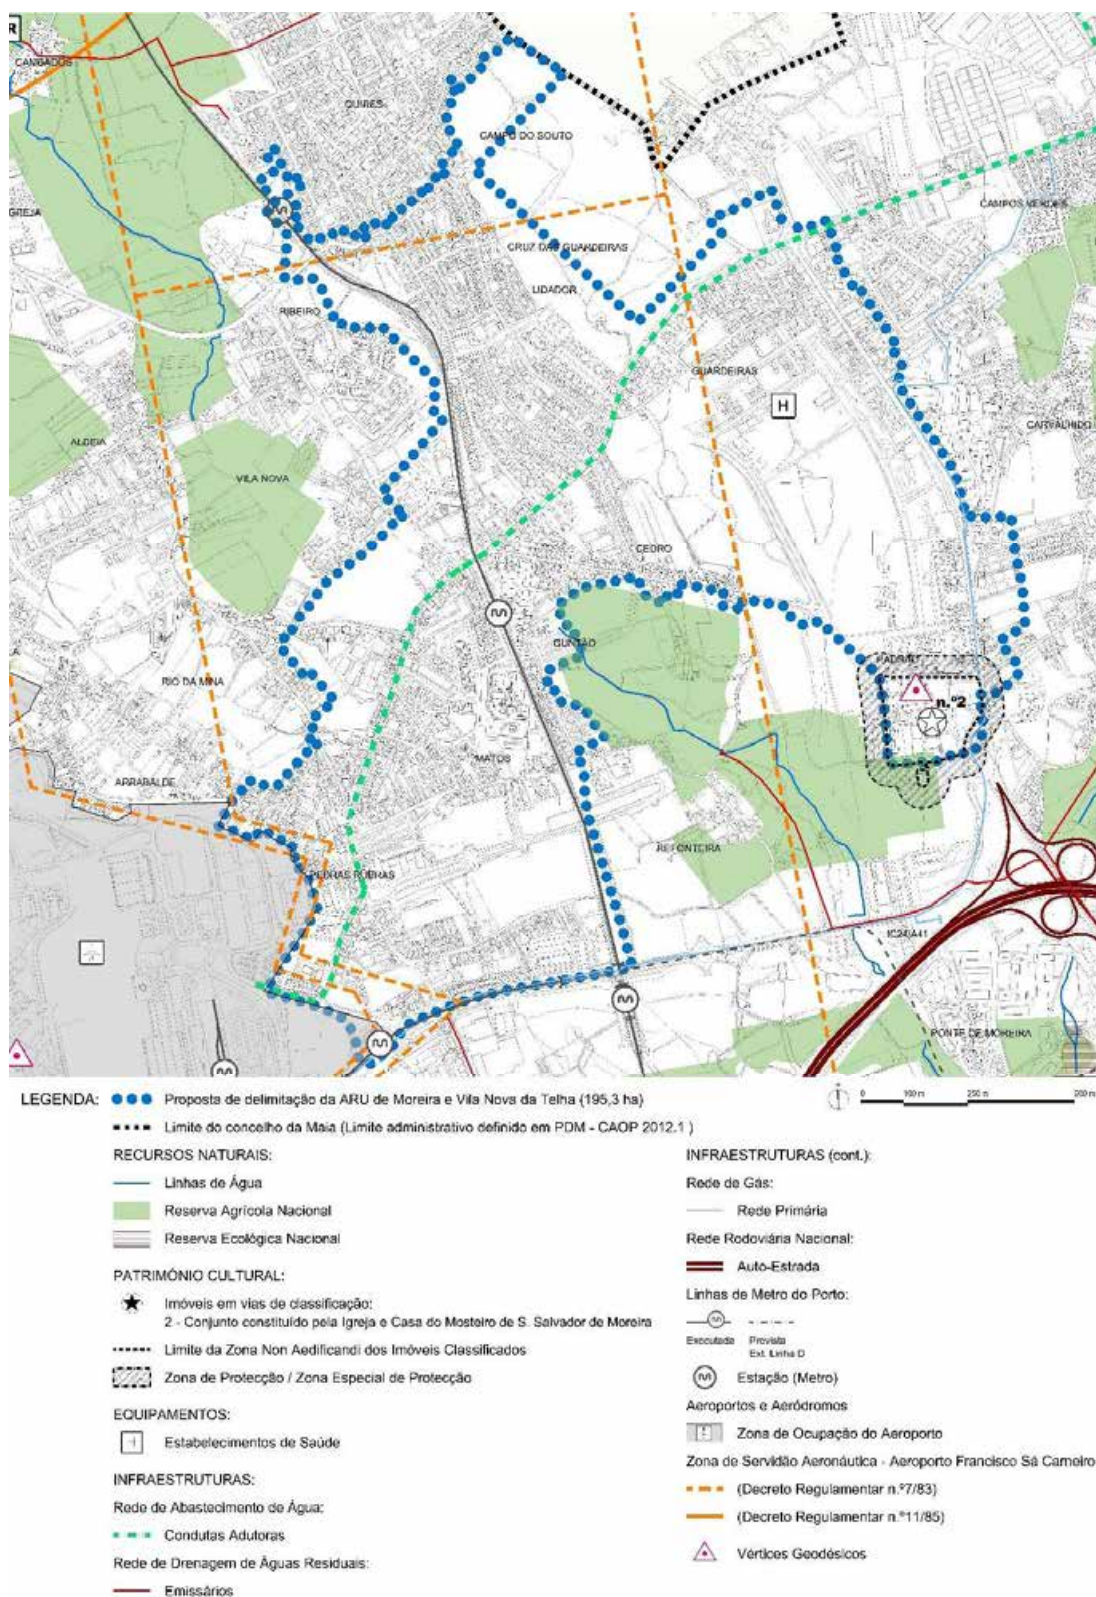 R
CAMBADOS
QUIRES
CAMPO DO SOUTO
CAMPOS VERDES
GREJA
CRUZ DAS GUARDEIRAS
LIDADOR
RIBEIRO
GUARDEIRAS
H
CARVALHIDO
ALDEIA
VILA NOVA
CEDRO
GUNTÃO
RIO DA MINA
n.º2
MATOS
ARRABALDE
REFONTEIRA
PEDRAS RUBRAS
IC24/A41
PONTE DE MOREIRA
LEGENDA:
Proposta de delimitação da ARU de Moreira e Vila Nova da Telha (195,3 ha)
0 100 m 250 m 500 m
Limite do concelho da Maia (Limite administrativo definido em PDM - CAOP 2012.1 )
RECURSOS NATURAIS:
Linhas de Água
Reserva Agrícola Nacional
Reserva Ecológica Nacional
PATRIMÓNIO CULTURAL:
Imóveis em vias de classificação:
2 - Conjunto constituído pela Igreja e Casa do Mosteiro de S. Salvador de Moreira
Limite da Zona Non Aedificandi dos Imóveis Classificados
Zona de Protecção / Zona Especial de Protecção
EQUIPAMENTOS:
Estabelecimentos de Saúde
INFRAESTRUTURAS:
Rede de Abastecimento de Água:
Condutas Adutoras
Rede de Drenagem de Águas Residuais:
Emissários
INFRAESTRUTURAS (cont.):
Rede de Gás:
Rede Primária
Rede Rodoviária Nacional:
Auto-Estrada
Linhas de Metro do Porto:
Executada Prevista
Ext. Linha D
Estação (Metro)
Aeroportos e Aeródromos
Zona de Ocupação do Aeroporto
Zona de Servidão Aeronáutica - Aeroporto Francisco Sá Carneiro
(Decreto Regulamentar n.º7/83)
(Decreto Regulamentar n.º11/85)
Vértices Geodésicos